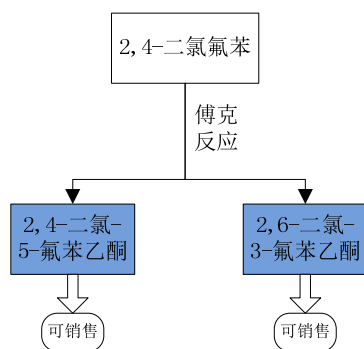 2,4-二氯氟苯
傅克
反应
2,4-二氯-
5-氟苯乙酮
2,6-二氯-
3-氟苯乙酮
可销售
可销售